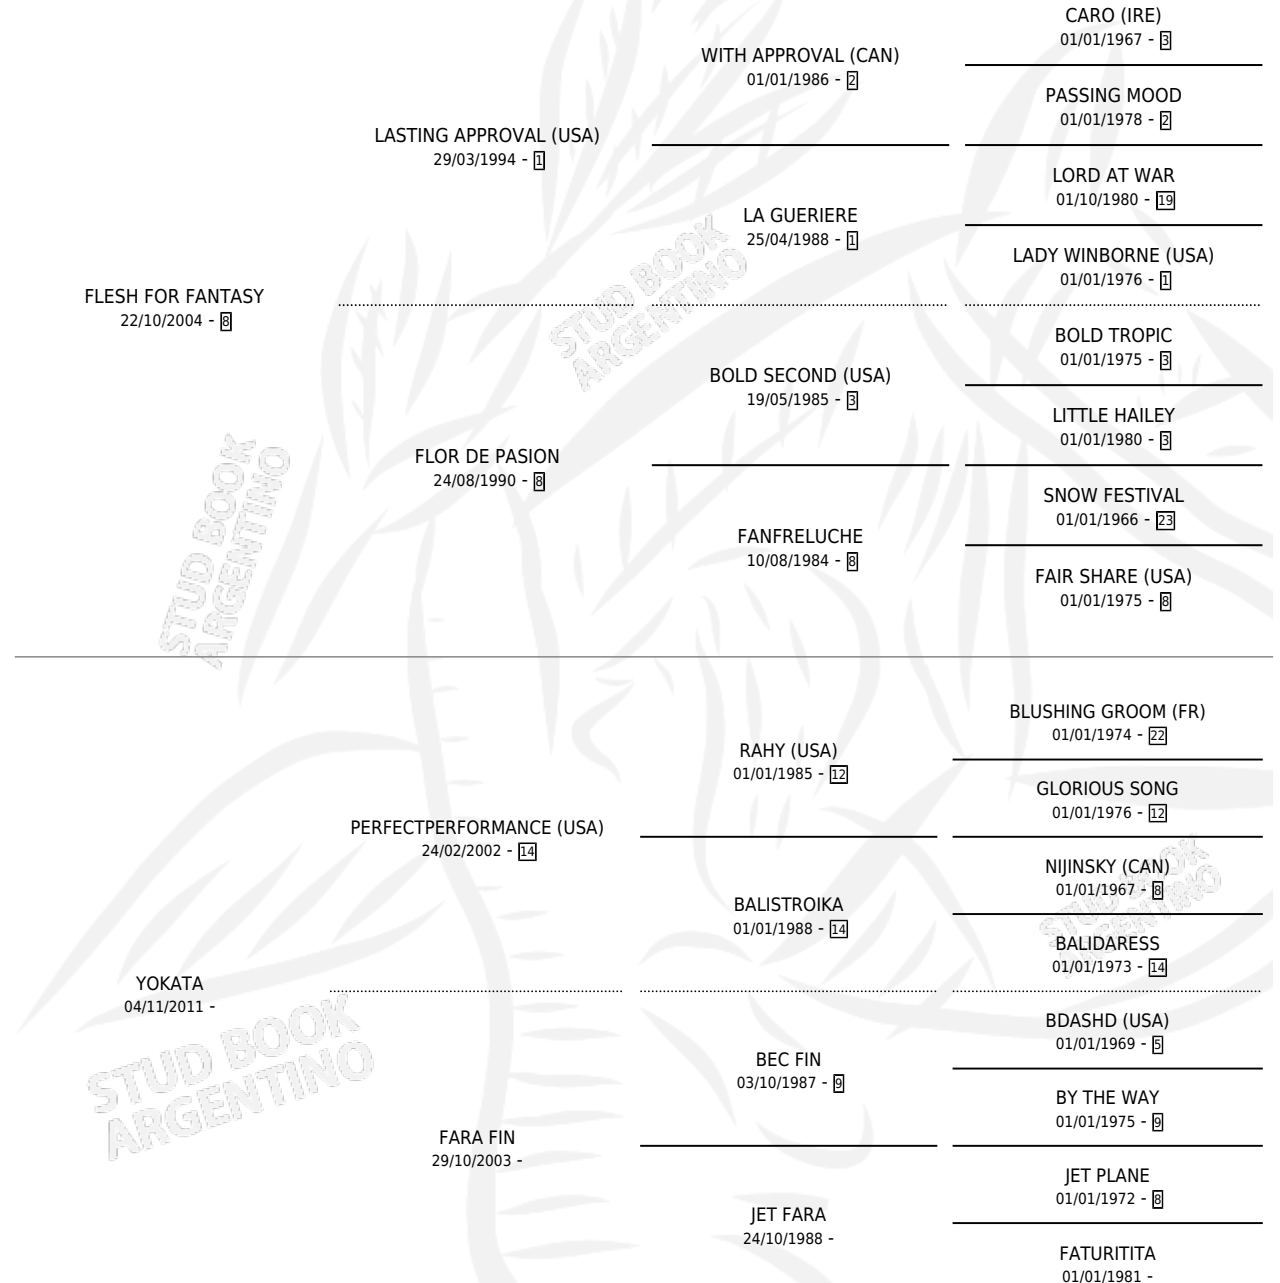 CARO (IRE)
01/01/1967 - 3
WITH APPROVAL (CAN)
01/01/1986 - 2
PASSING MOOD
01/01/1978 - 2
LASTING APPROVAL (USA)
29/03/1994 - 1
LORD AT WAR
01/10/1980 - 19
LA GUERIERE
25/04/1988 - 1
LADY WINBORNE (USA)
01/01/1976 - 1
FLESH FOR FANTASY
22/10/2004 - 8
BOLD TROPIC
01/01/1975 - 3
BOLD SECOND (USA)
19/05/1985 - 3
LITTLE HAILEY
01/01/1980 - 3
FLOR DE PASION
24/08/1990 - 8
SNOW FESTIVAL
01/01/1966 - 23
FANFRELUCHE
10/08/1984 - 8
FAIR SHARE (USA)
01/01/1975 - 8
STUD BOOK
ARGENTINO
STUD BOOK
ARGENTINO
BLUSHING GROOM (FR)
01/01/1974 - 22
RAHY (USA)
01/01/1985 - 12
GLORIOUS SONG
01/01/1976 - 12
PERFECTPERFORMANCE (USA)
24/02/2002 - 14
NIJINSKY (CAN)
01/01/1967 - 8
BALISTROIKA
01/01/1988 - 14
BALIDARESS
01/01/1973 - 14
STUD BOOK
ARGENTINO
YOKATA
04/11/2011 -
BDASHD (USA)
01/01/1969 - 5
BEC FIN
03/10/1987 - 9
BY THE WAY
01/01/1975 - 9
STUD BOOK
ARGENTINO
FARA FIN
29/10/2003 -
JET PLANE
01/01/1972 - 8
JET FARA
24/10/1988 -
FATURITITA
01/01/1981 -